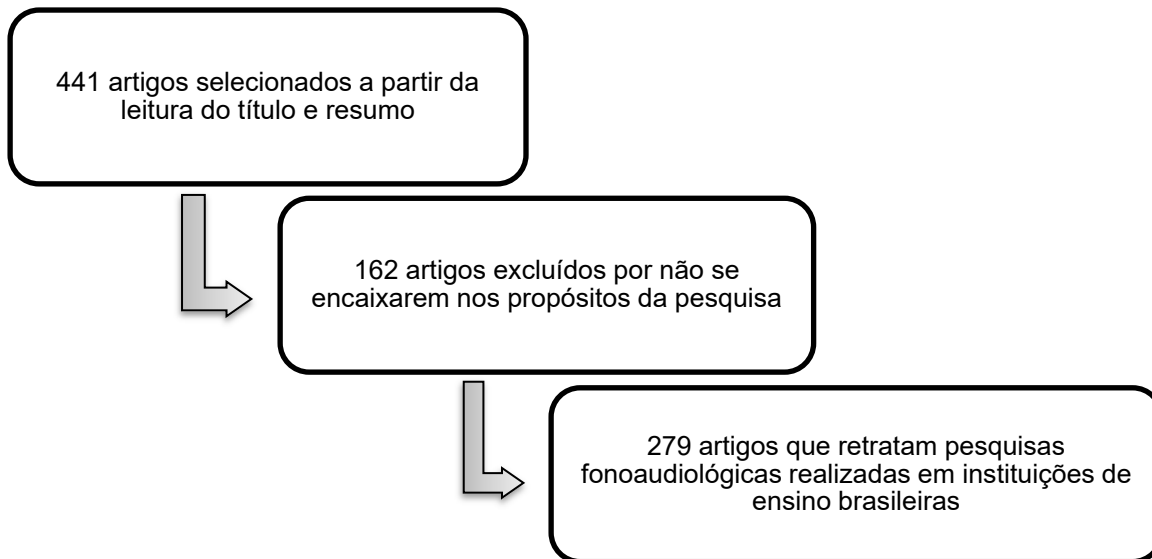 441 artigos selecionados a partir da
leitura do título e resumo
162 artigos excluídos por não se
encaixarem nos propósitos da pesquisa
279 artigos que retratam pesquisas
fonoaudiológicas realizadas em instituições de
ensino brasileiras